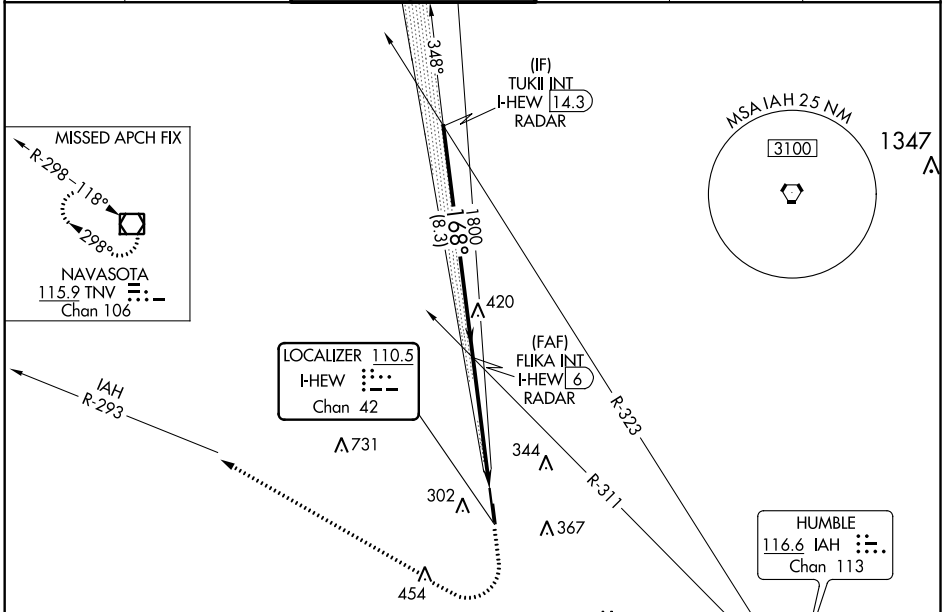 348°
(IF)
TUKII INT
I-HEW 14.3
RADAR
MSA IAH 25 NM
3100
1347
MISSED APCH FIX
R-298
118°
298°
NAVASOTA
115.9 TNV
Chan 106
1800
168°
(8.3)
420
(FAF)
FLIKA INT
I-HEW 6
RADAR
LOCALIZER 110.5
I-HEW
Chan 42
IAH
R-293
731
R-323
344
R-311
302
367
HUMBLE
116.6 IAH
Chan 113
454